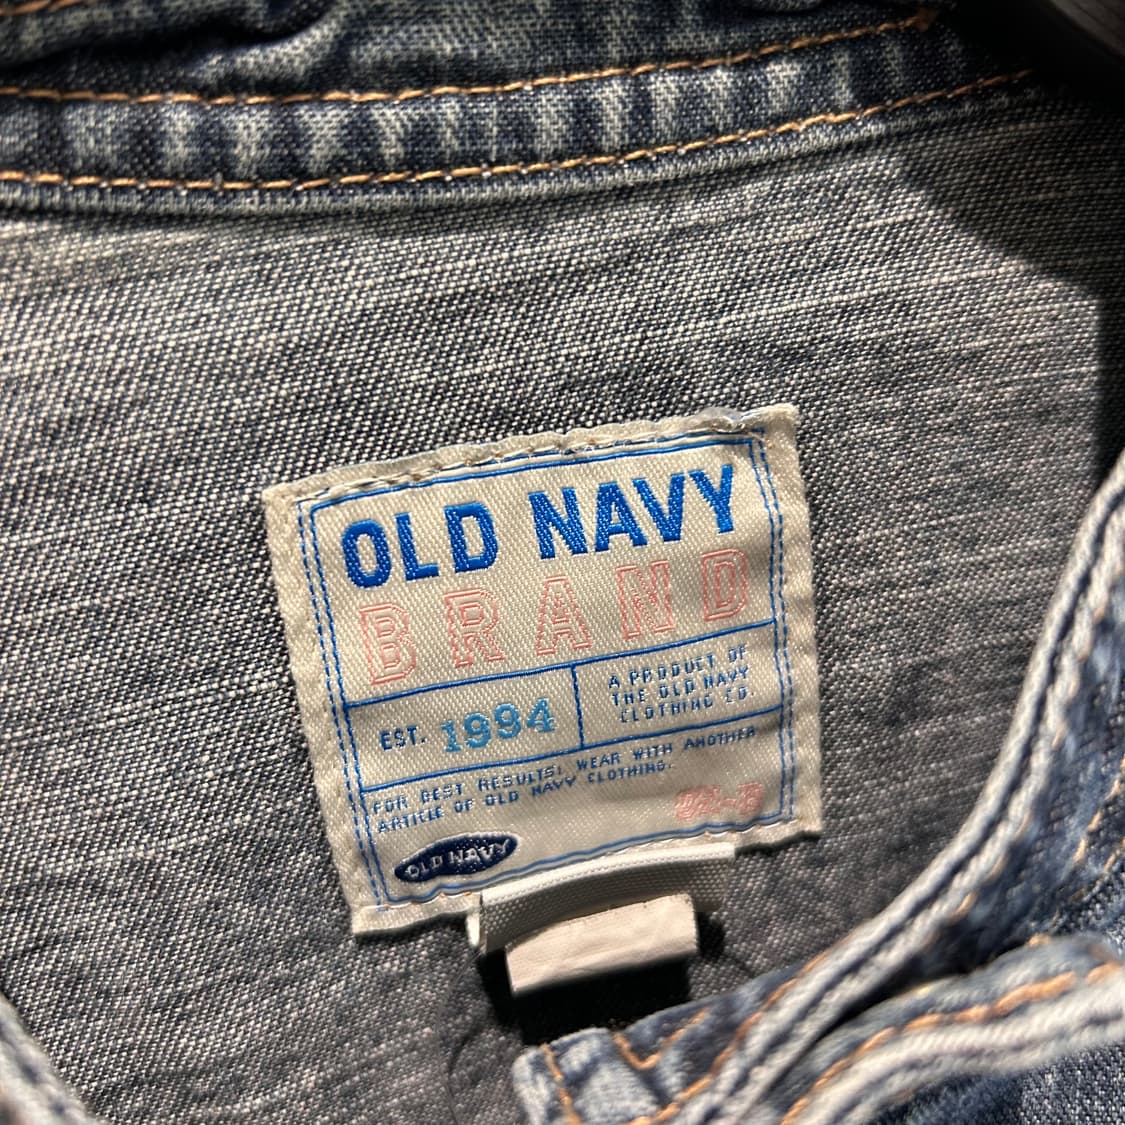 OLD NAVY
BRAND
EST. 1994
A PRODUCT OF
THE OLD NAVY
CLOTHING CO.
FOR BEST RESULTS! WEAR WITH ANOTHER
ARTICLE OF OLD NAVY CLOTHING.
OLD NAVY